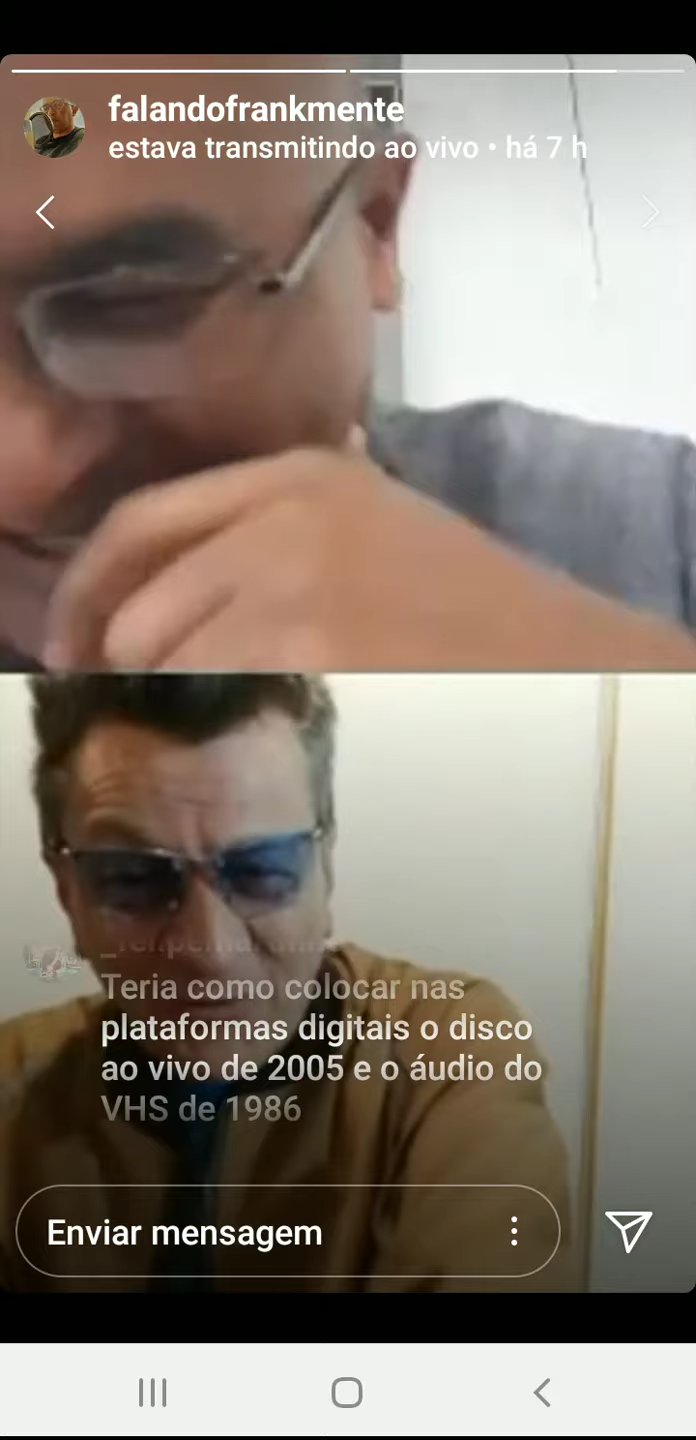 falandofrankmente
estava transmitindo ao vivo • há 7 h
Teria como colocar nas
plataformas digitais o disco
ao vivo de 2005 e o áudio do
VHS de 1986
Enviar mensagem